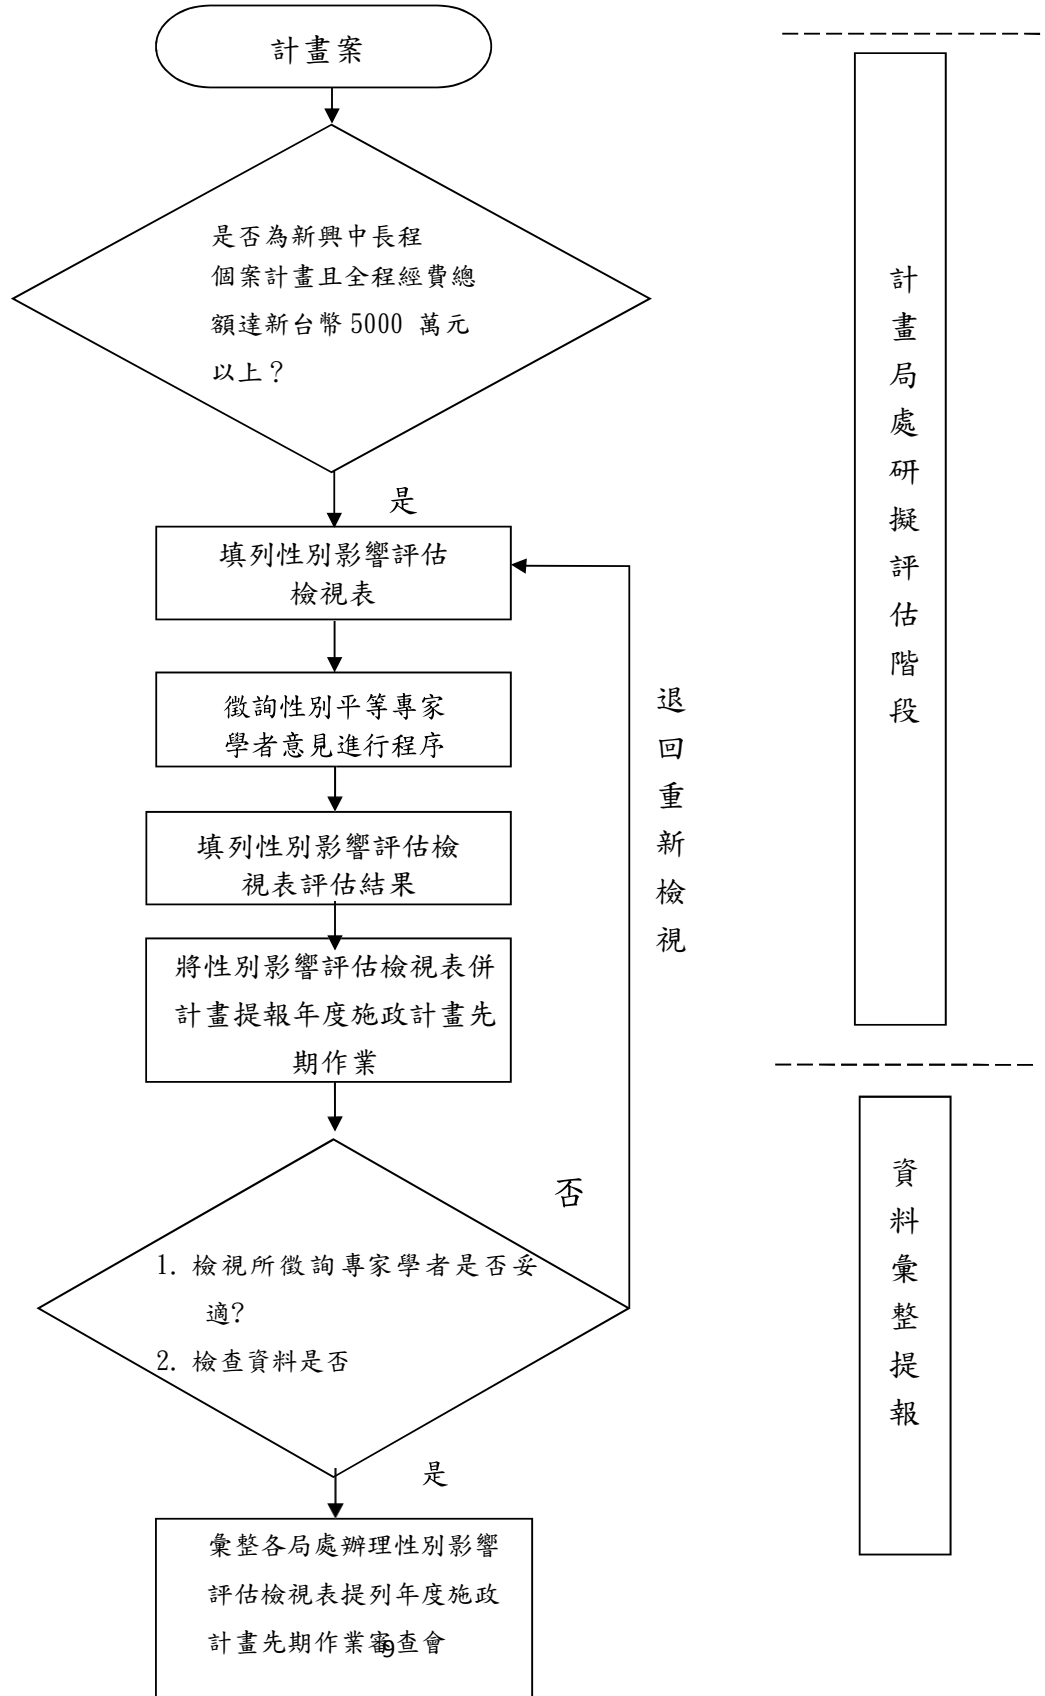 計畫案
是否為新興中長程
個案計畫且全程經費總
額達新台幣 5000 萬元
以上？
是
填列性別影響評估
檢視表
徵詢性別平等專家
學者意見進行程序
填列性別影響評估檢
視表評估結果
將性別影響評估檢視表併
計畫提報年度施政計畫先
期作業
否
1. 檢視所徵詢專家學者是否妥
適?
2. 檢查資料是否
是
彙整各局處辦理性別影響
評估檢視表提列年度施政
計畫先期作業審查會
9
退回重新檢視
計畫局處研擬評估階段
資料彙整提報